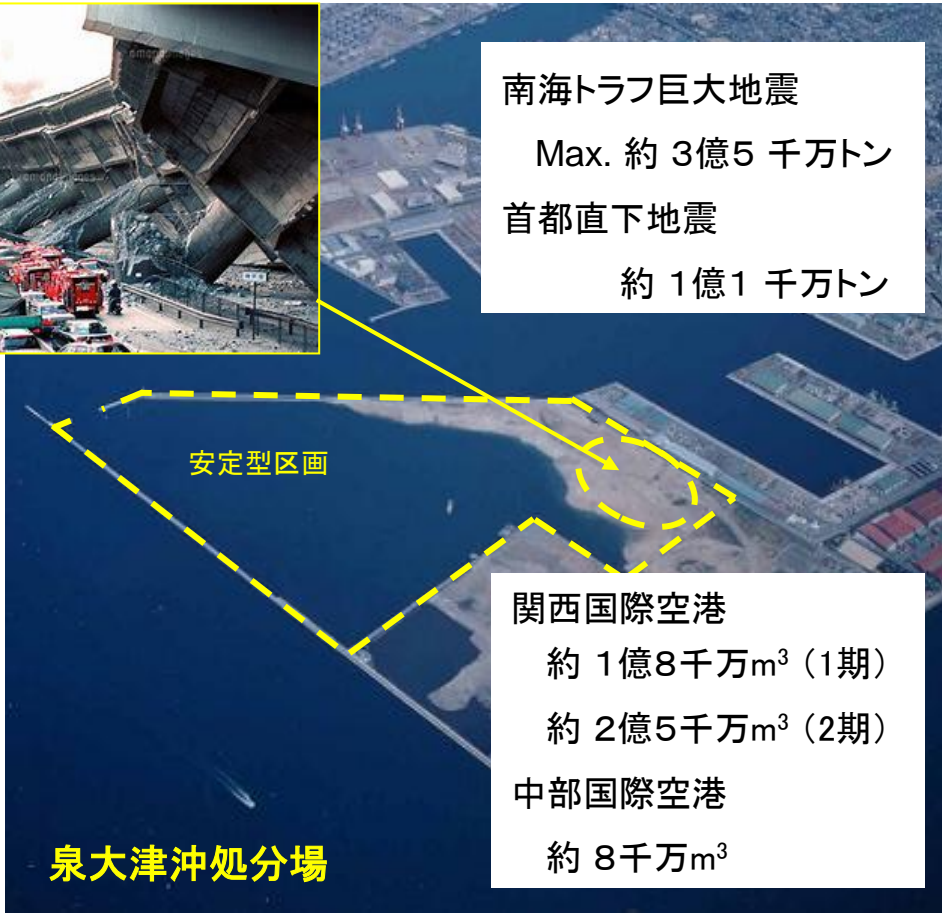 南海トラフ巨大地震
Max. 約 3億5 千万トン
首都直下地震
約 1億1 千万トン
安定型区画
関西国際空港
約 1億8千万m³（1期）
約 2億5千万m³（2期）
中部国際空港
約 8千万m³
泉大津沖処分場